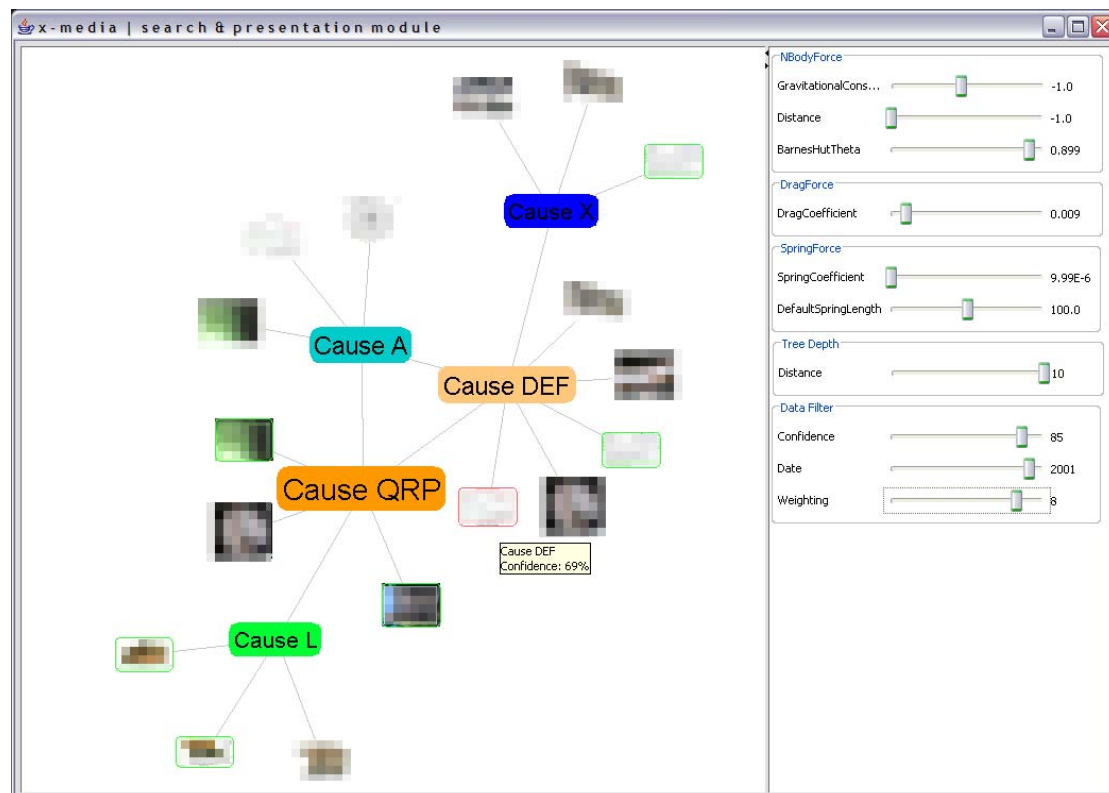 x-media | search & presentation module
Cause X
Cause A
Cause DEF
Cause QRP
Cause DEF
Confidence: 69%
Cause L
NBodyForce
GravitationalCons... -1.0
Distance -1.0
BarnesHutTheta 0.899
DragForce
DragCoefficient 0.009
SpringForce
SpringCoefficient 9.99E-6
DefaultSpringLength 100.0
Tree Depth
Distance 10
Data Filter
Confidence 85
Date 2001
Weighting 8